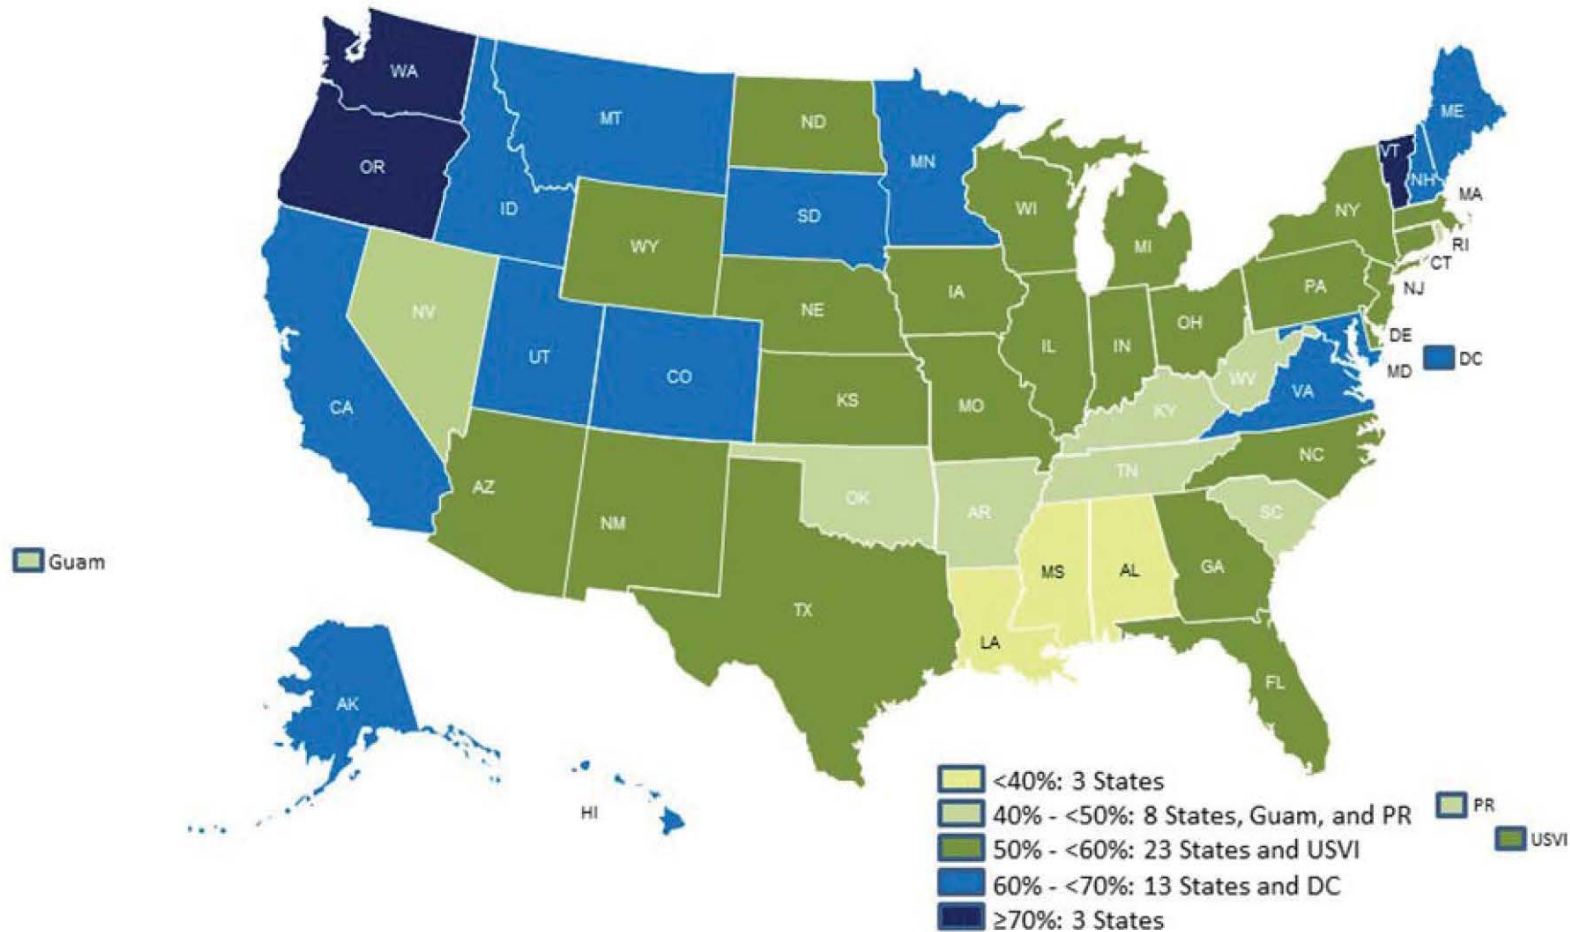 WA
ME
MT
ND
VT
MN
OR
NH
MA
ID
SD
WI
NY
RI
WY
MI
CT
IA
PA
NJ
NV
NE
OH
DE
UT
IL
IN
DC
CO
MD
WV
VA
CA
KS
MO
KY
NC
TN
AZ
OK
AR
SC
NM
Guam
MS
AL
GA
TX
LA
FL
AK
HI
<40%: 3 States
40% - <50%: 8 States, Guam, and PR
PR
50% - <60%: 23 States and USVI
USVI
60% - <70%: 13 States and DC
≥70%: 3 States